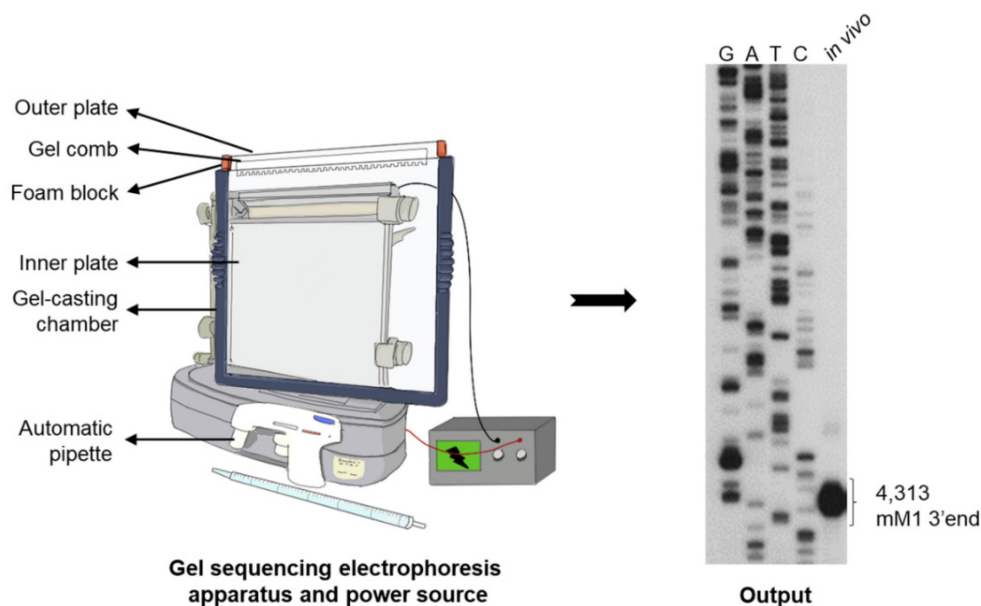 Outer plate
Gel comb
Foam block
Inner plate
Gel-casting
chamber
Automatic
pipette
Gel sequencing electrophoresis
apparatus and power source
G A T C in vivo
4,313
mM1 3'end
Output